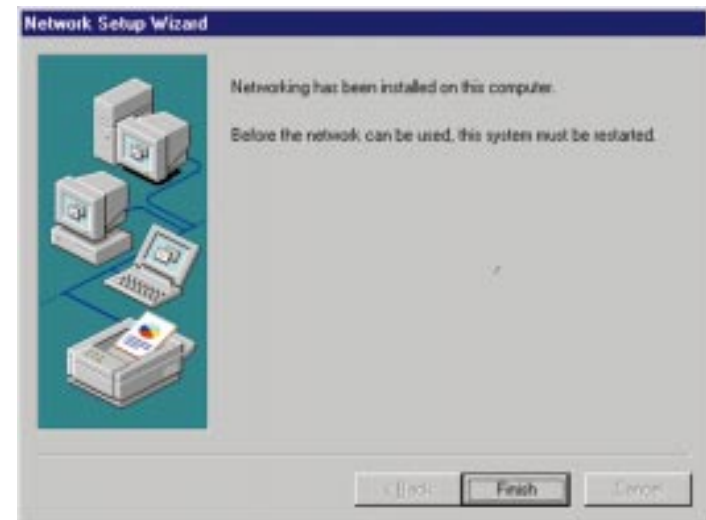 Network Setup Wizard
Networking has been installed on this computer.
Before the network can be used, this system must be restarted.
< Back
Finish
Cancel